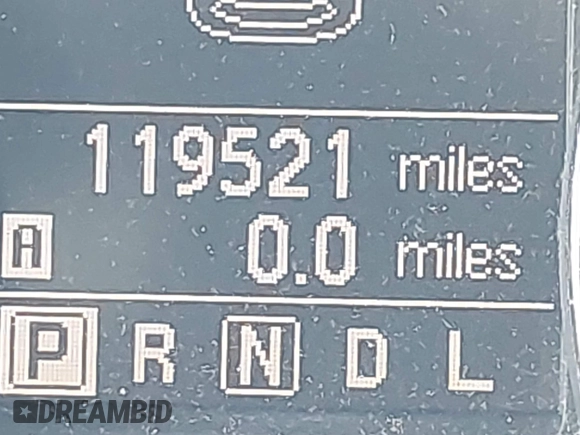 119521 miles
A 0.0 miles
P R N D L
DREAMBID